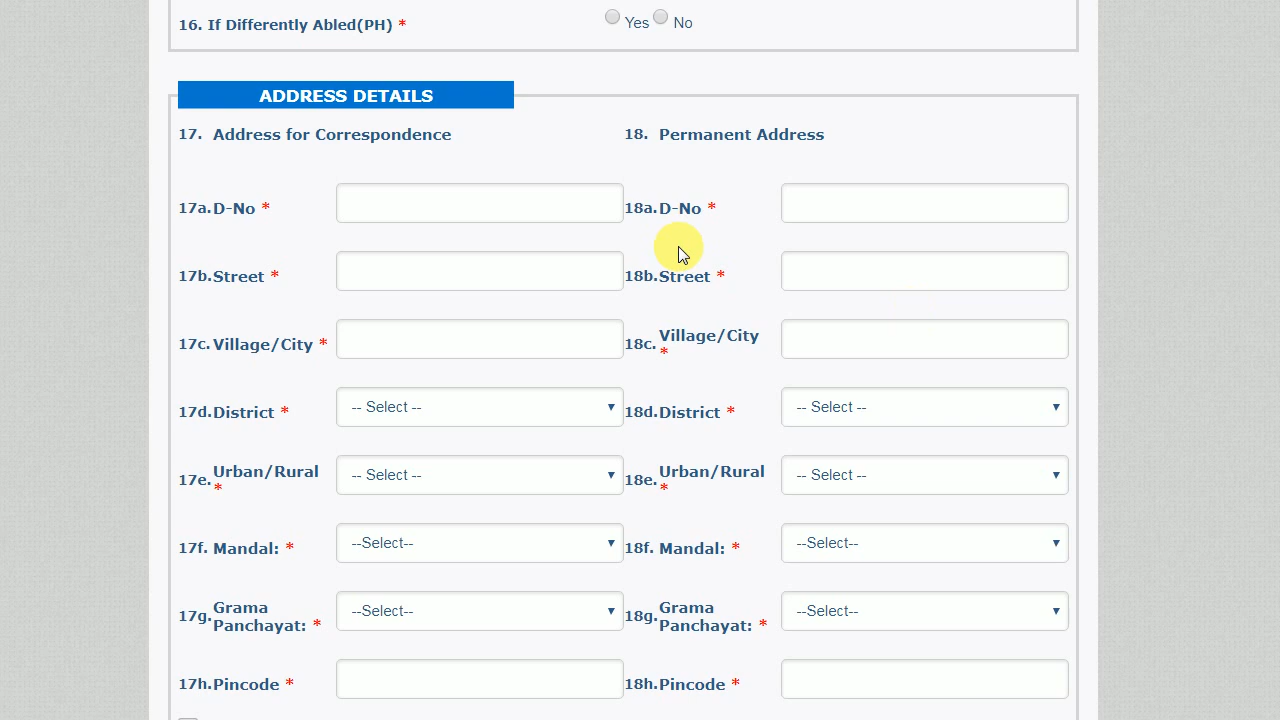 16. If Differently Abled(PH) * Yes No
ADDRESS DETAILS
17. Address for Correspondence 18. Permanent Address
17a. D-No * 18a. D-No *
17b. Street * 18b. Street *
17c. Village/City * 18c. Village/City *
17d. District * -- Select -- 18d. District * -- Select --
17e. Urban/Rural * -- Select -- 18e. Urban/Rural * -- Select --
17f. Mandal: * --Select-- 18f. Mandal: * --Select--
17g. Grama Panchayat: * --Select-- 18g. Grama Panchayat: * --Select--
17h. Pincode * 18h. Pincode *